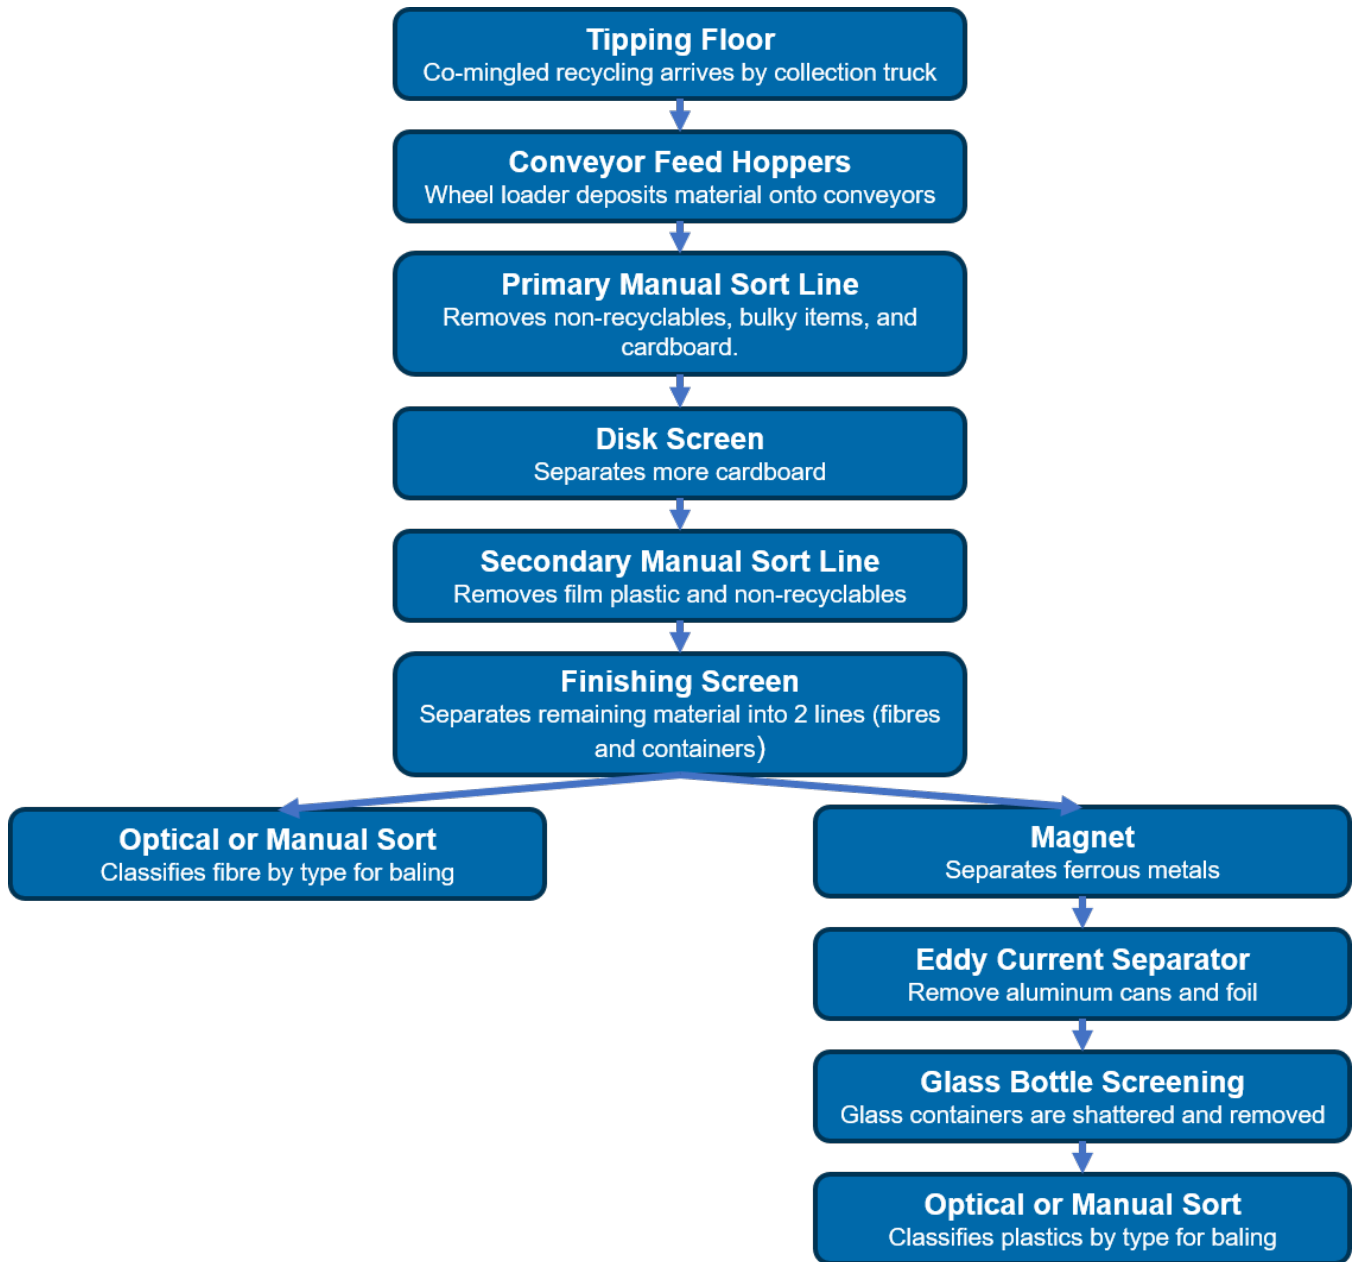 Tipping Floor
Co-mingled recycling arrives by collection truck
Conveyor Feed Hoppers
Wheel loader deposits material onto conveyors
Primary Manual Sort Line
Removes non-recyclables, bulky items, and
cardboard.
Disk Screen
Separates more cardboard
Secondary Manual Sort Line
Removes film plastic and non-recyclables
Finishing Screen
Separates remaining material into 2 lines (fibres
and containers)
Optical or Manual Sort
Classifies fibre by type for baling
Magnet
Separates ferrous metals
Eddy Current Separator
Remove aluminum cans and foil
Glass Bottle Screening
Glass containers are shattered and removed
Optical or Manual Sort
Classifies plastics by type for baling